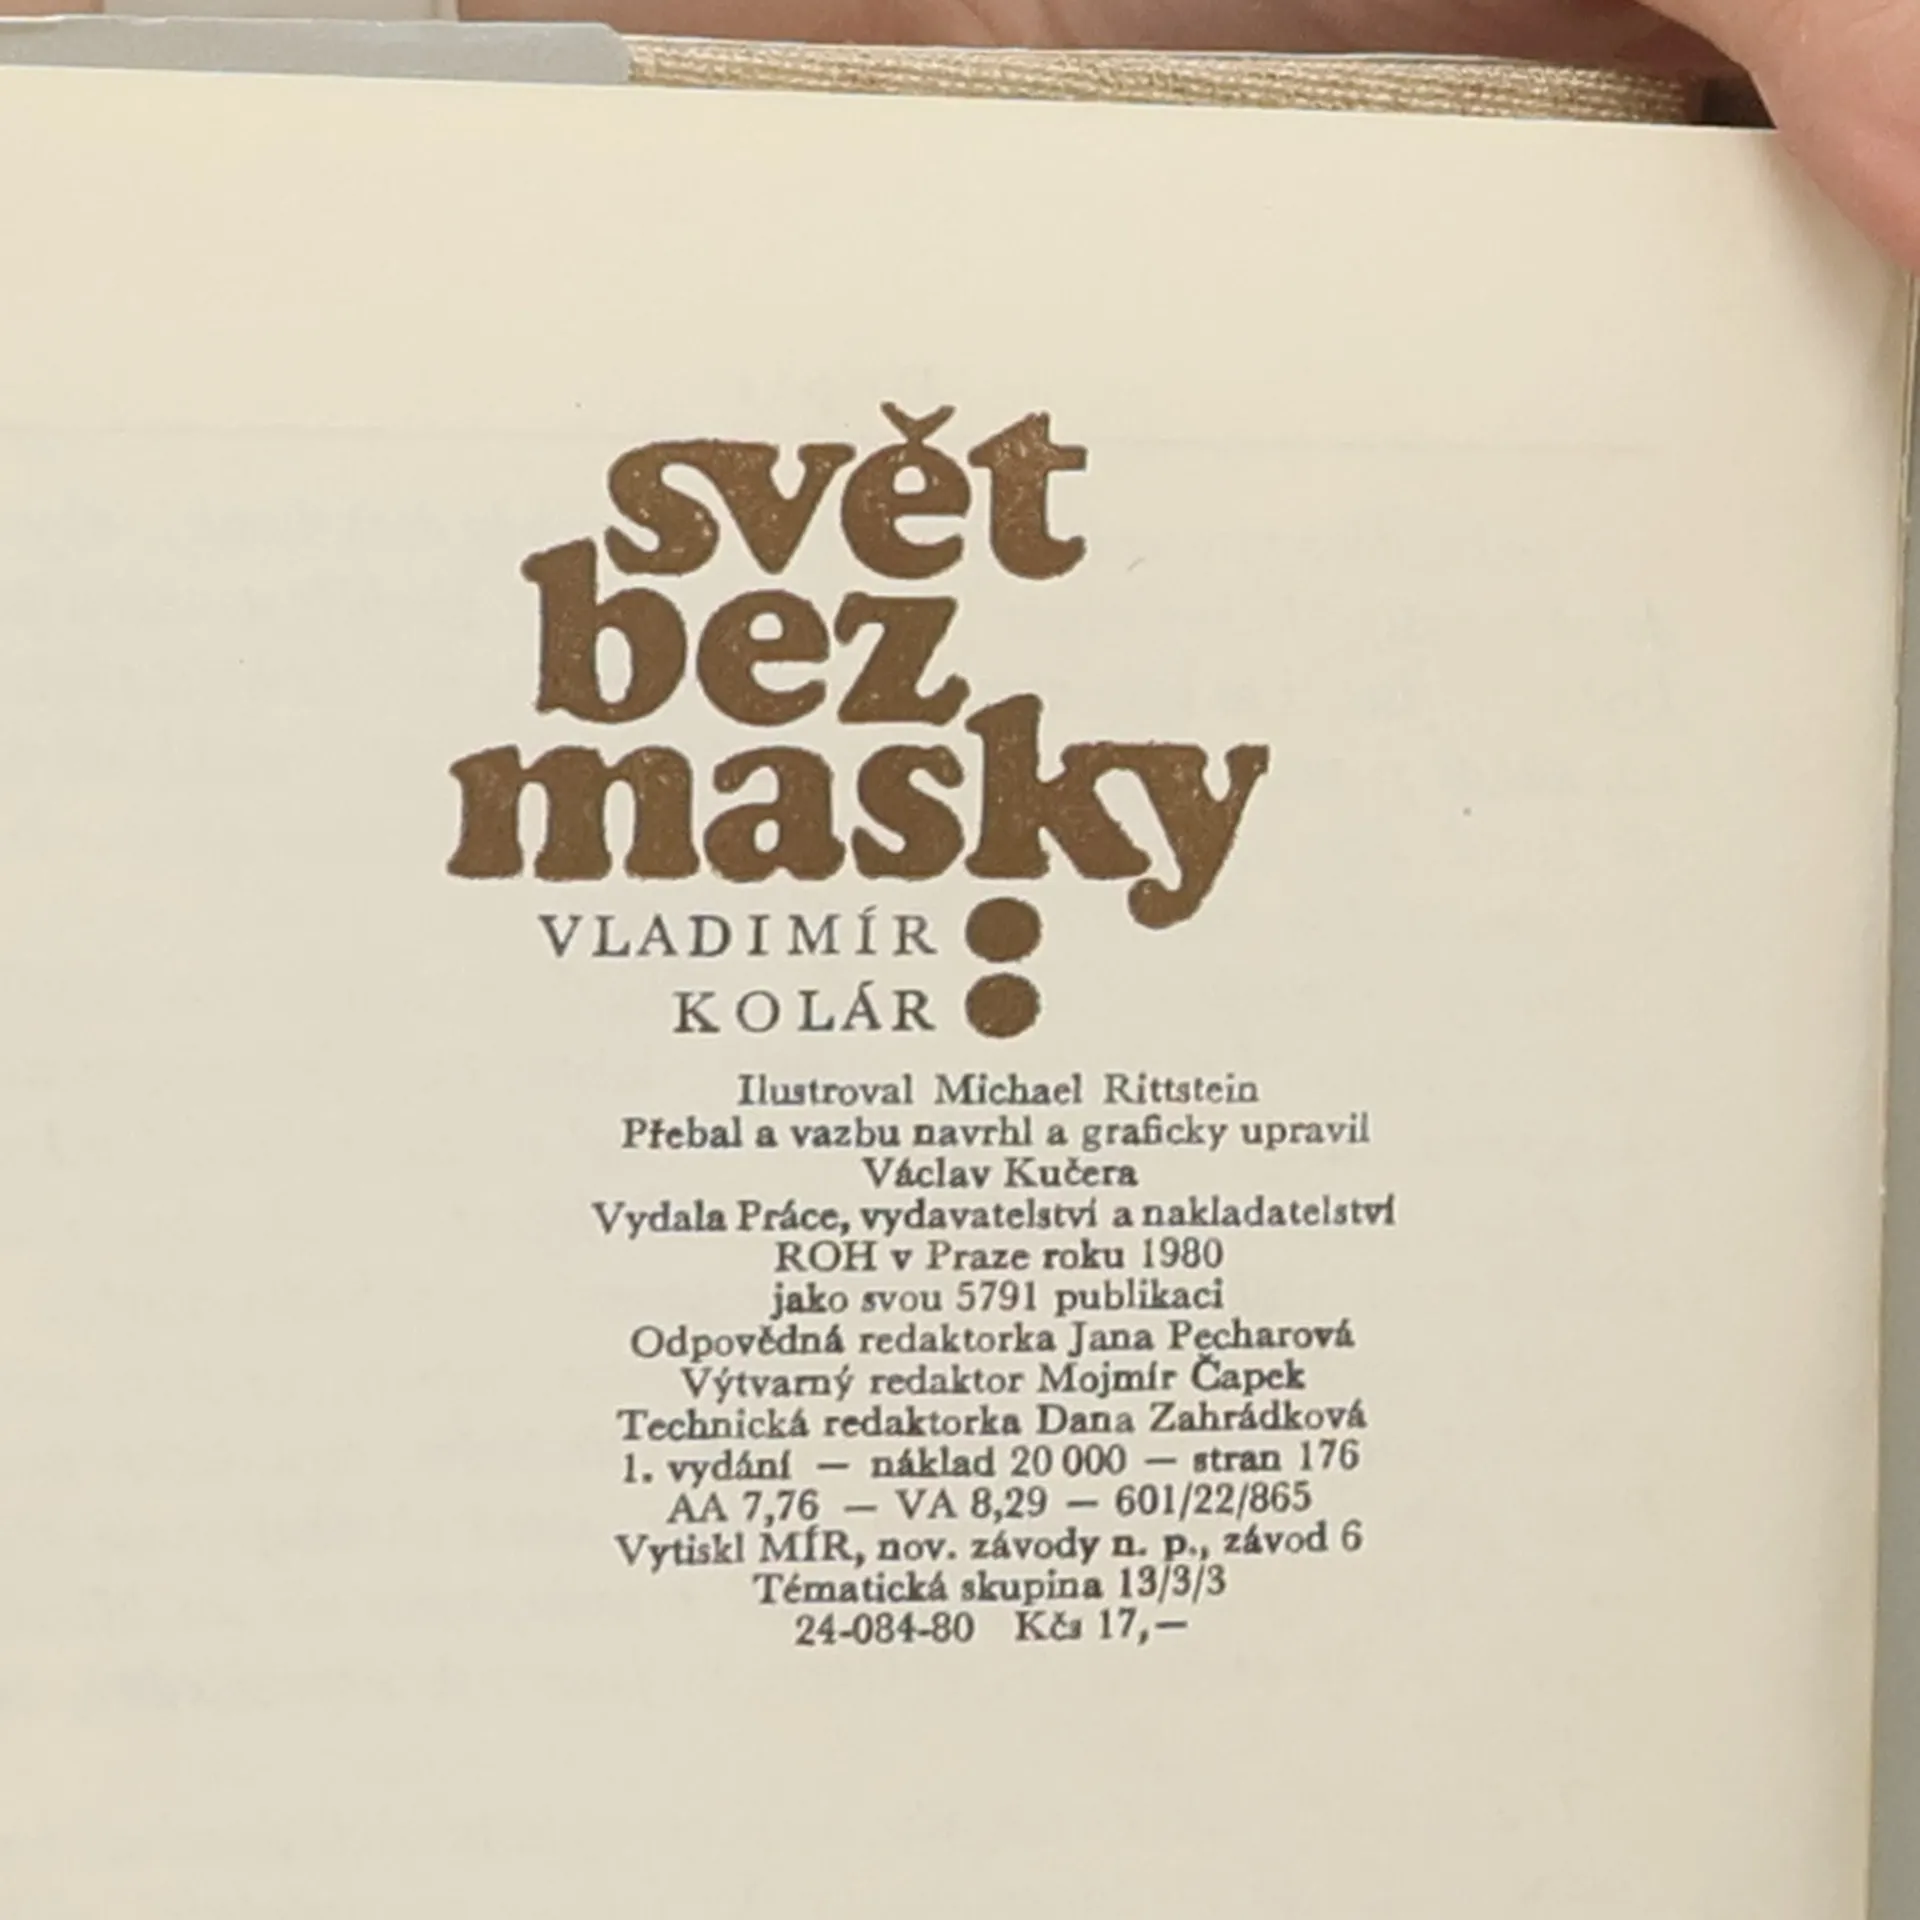 svět
bez
masky
VLADIMÍR
KOLÁR
Ilustroval Michael Rittstein
Přebal a vazbu navrhl a graficky upravil
Václav Kučera
Vydala Práce, vydavatelství a nakladatelství
ROH v Praze roku 1980
jako svou 5791 publikaci
Odpovědná redaktorka Jana Pecharová
Výtvarný redaktor Mojmír Čapek
Technická redaktorka Dana Zahrádková
1. vydání — náklad 20 000 — stran 176
AA 7,76 — VA 8,29 — 601/22/865
Vytiskl MÍR, nov. závody n. p., závod 6
Tématická skupina 13/3/3
24-084-80 Kčs 17,—